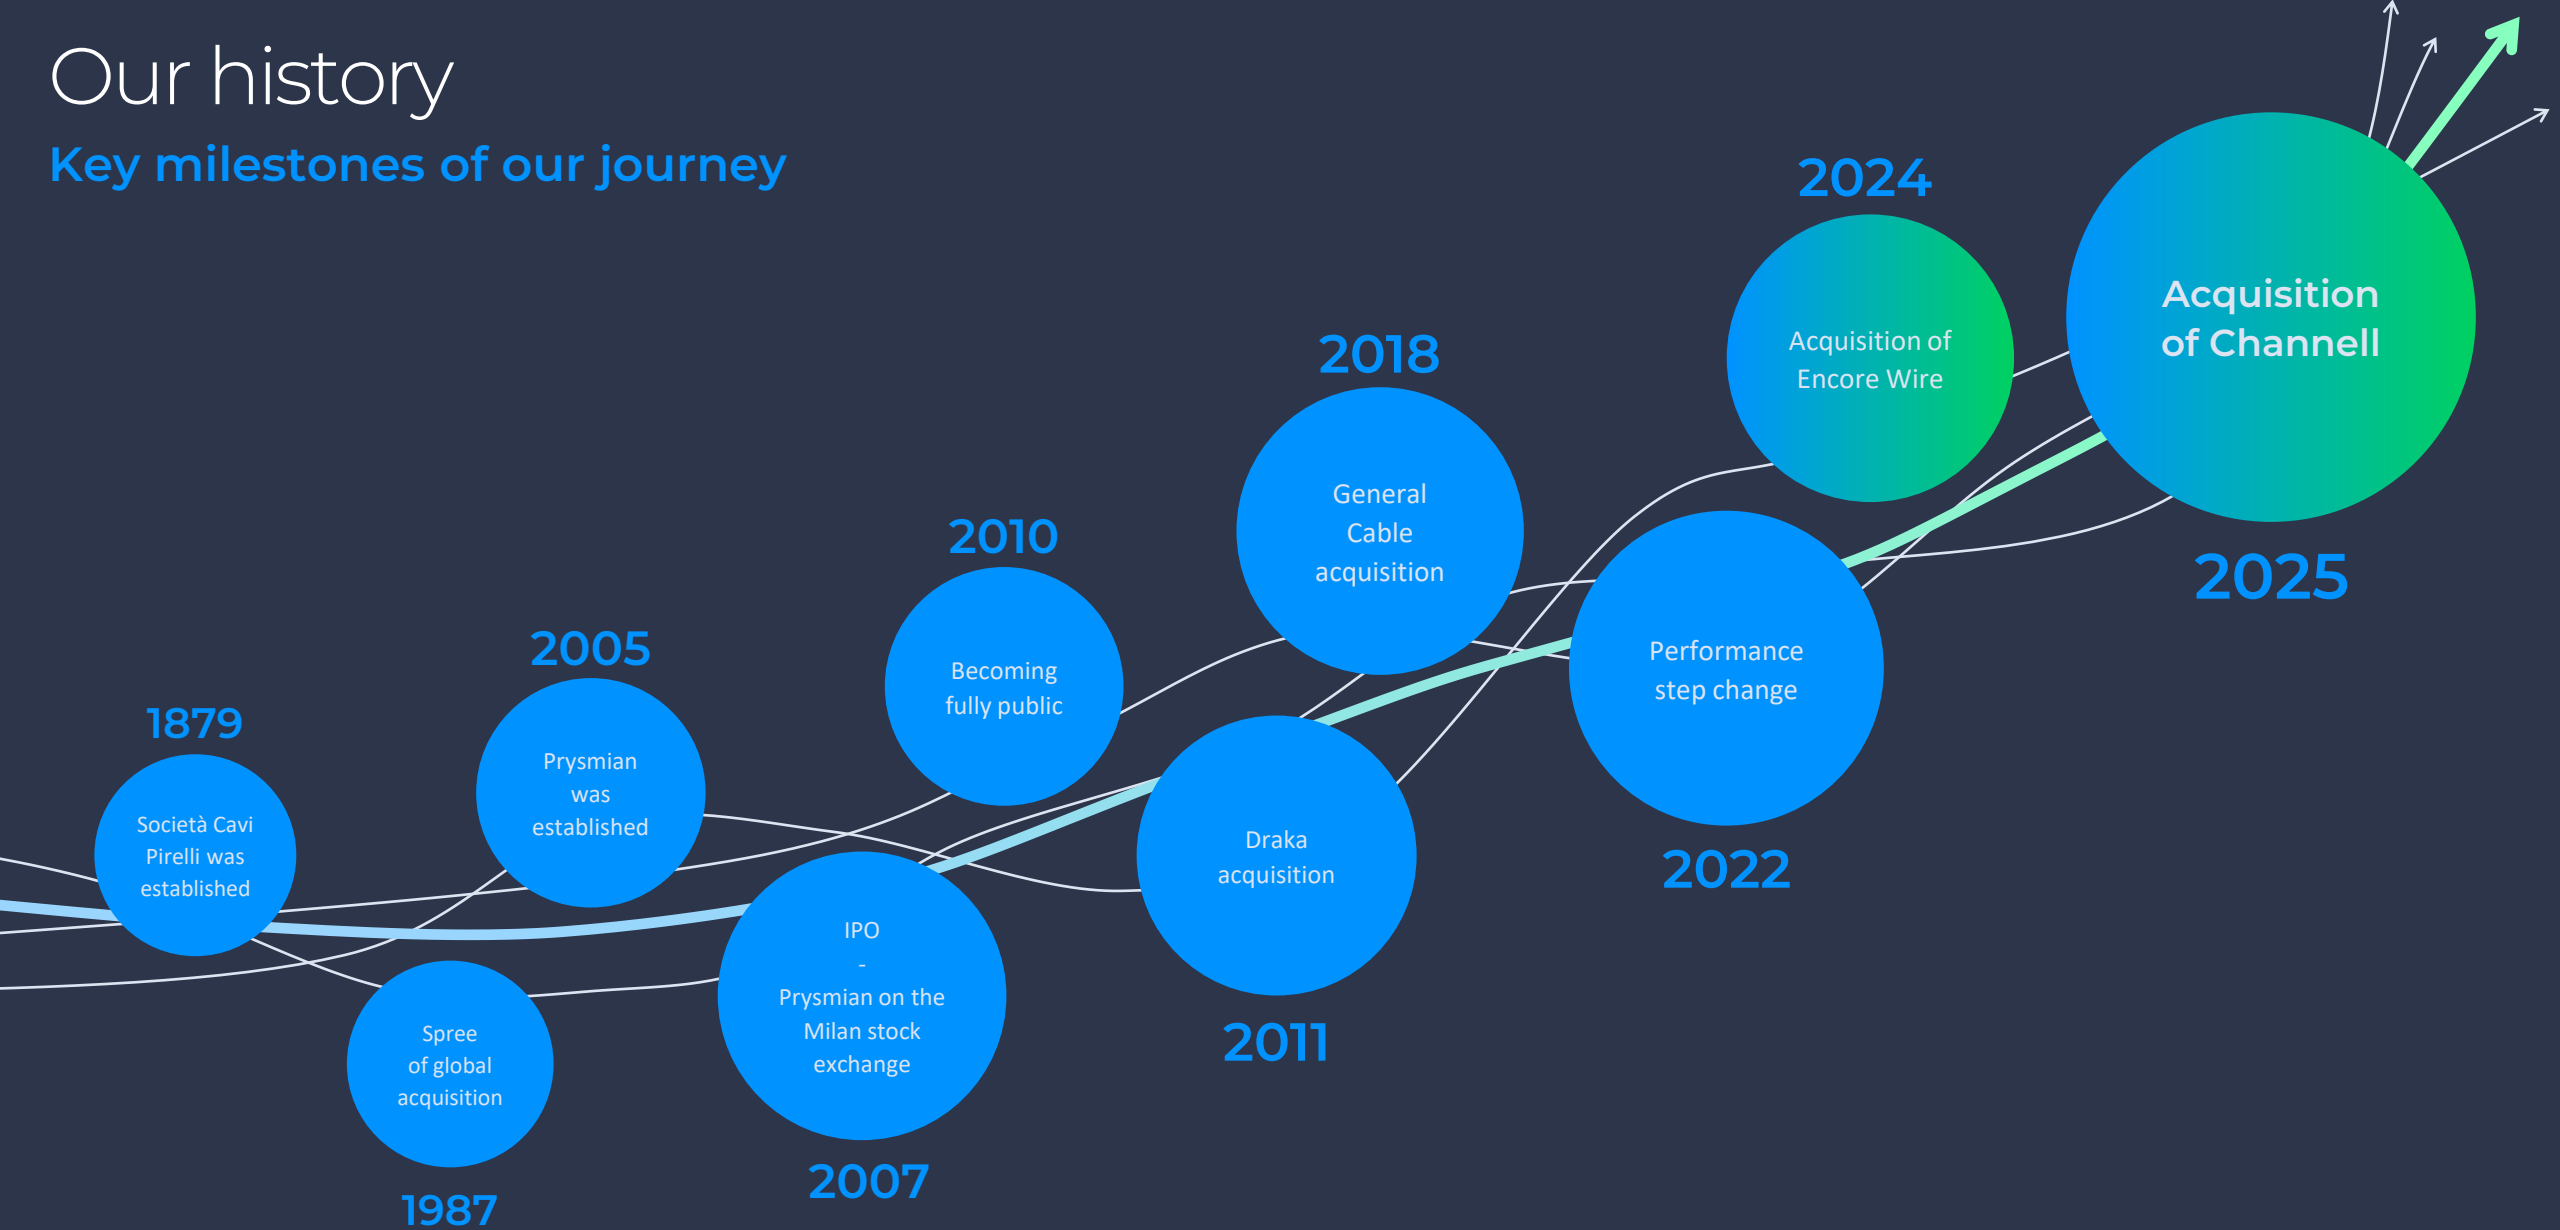 Our history
Key milestones of our journey
1879
Società Cavi
Pirelli was
established
Spree
of global
acquisition
1987
2005
Prysmian
was
established
IPO
-
Prysmian on the
Milan stock
exchange
2007
2010
Becoming
fully public
Draka
acquisition
2011
2018
General
Cable
acquisition
Performance
step change
2022
2024
Acquisition of
Encore Wire
Acquisition
of Channell
2025